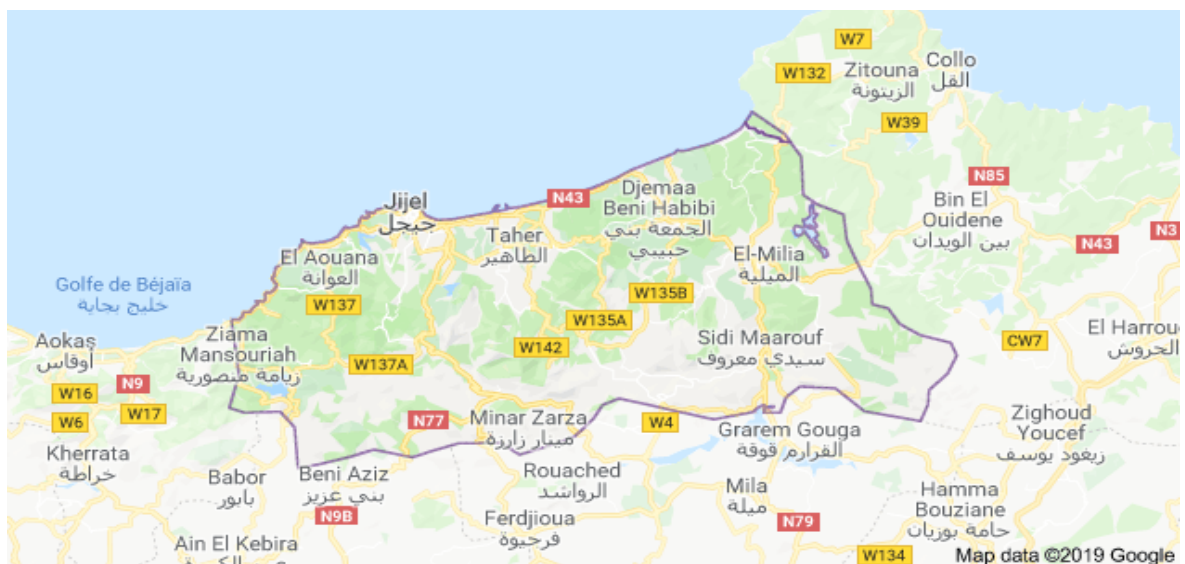 W7
Collo
القل
W132
Zitouna
الزيتونة
W39
N85
Jijel
جيجل
N43
Djemaa
Beni Habibi
الجمعة بني
حبيبي
Bin El
Ouidene
بين الويدان
N43
N3
Taher
الطاهير
El-Milia
الميلية
El Aouana
العوانة
Golfe de Béjaïa
خليج بجاية
W137
W135B
W135A
Ziama
Mansouriah
زيامة منصورية
Sidi Maarouf
سيدي معروف
El Harrouc
الحروش
CW7
Aokas
أوقاس
W142
W137A
N9
W16
W17
W6
N77
Minar Zarza
مينار زارزة
W4
Grarem Gouga
القرارم قوقة
Zighoud
Youcef
زيغود يوسف
Kherrata
خراطة
Babor
بابور
Beni Aziz
بني عزيز
Rouached
الرواشد
Mila
ميلة
Hamma
Bouziane
حامة بوزيان
N9B
Ferdjioua
فرجيوة
N79
Ain El Kebira
W134
Map data ©2019 Google